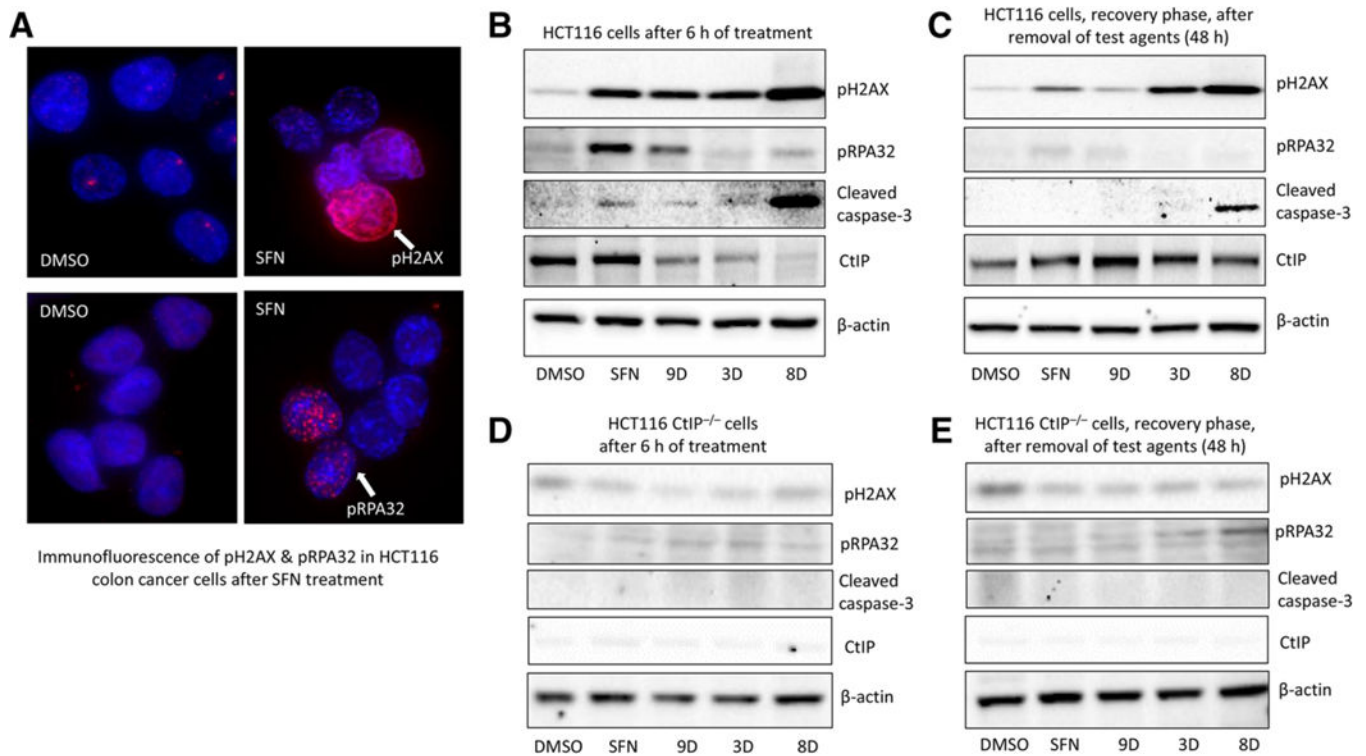 A
DMSO
SFN
pH2AX
DMSO
SFN
pRPA32
Immunofluorescence of pH2AX & pRPA32 in HCT116
colon cancer cells after SFN treatment
B
HCT116 cells after 6 h of treatment
pH2AX
pRPA32
Cleaved
caspase-3
CtIP
β-actin
DMSO SFN 9D 3D 8D
C
HCT116 cells, recovery phase, after
removal of test agents (48 h)
pH2AX
pRPA32
Cleaved
caspase-3
CtIP
β-actin
DMSO SFN 9D 3D 8D
D
HCT116 CtIP–/– cells
after 6 h of treatment
pH2AX
pRPA32
Cleaved
caspase-3
CtIP
β-actin
DMSO SFN 9D 3D 8D
E
HCT116 CtIP–/– cells, recovery phase,
after removal of test agents (48 h)
pH2AX
pRPA32
Cleaved
caspase-3
CtIP
β-actin
DMSO SFN 9D 3D 8D